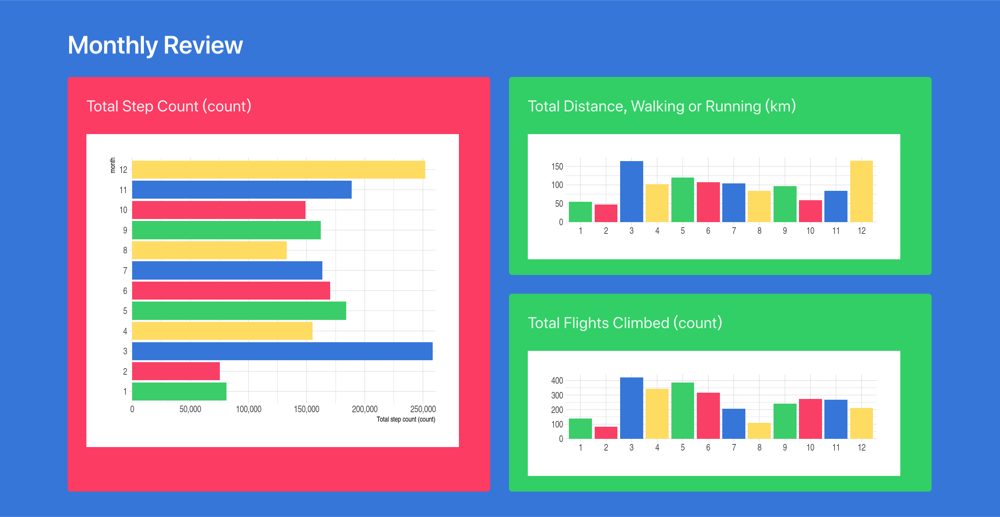 Monthly Review
Total Step Count (count)
month
12
11
10
9
8
7
6
5
4
3
2
1
0 50,000 100,000 150,000 200,000 250,000
Total step count (count)
Total Distance, Walking or Running (km)
150
100
50
0
1 2 3 4 5 6 7 8 9 10 11 12
Total Flights Climbed (count)
400
300
200
100
0
1 2 3 4 5 6 7 8 9 10 11 12